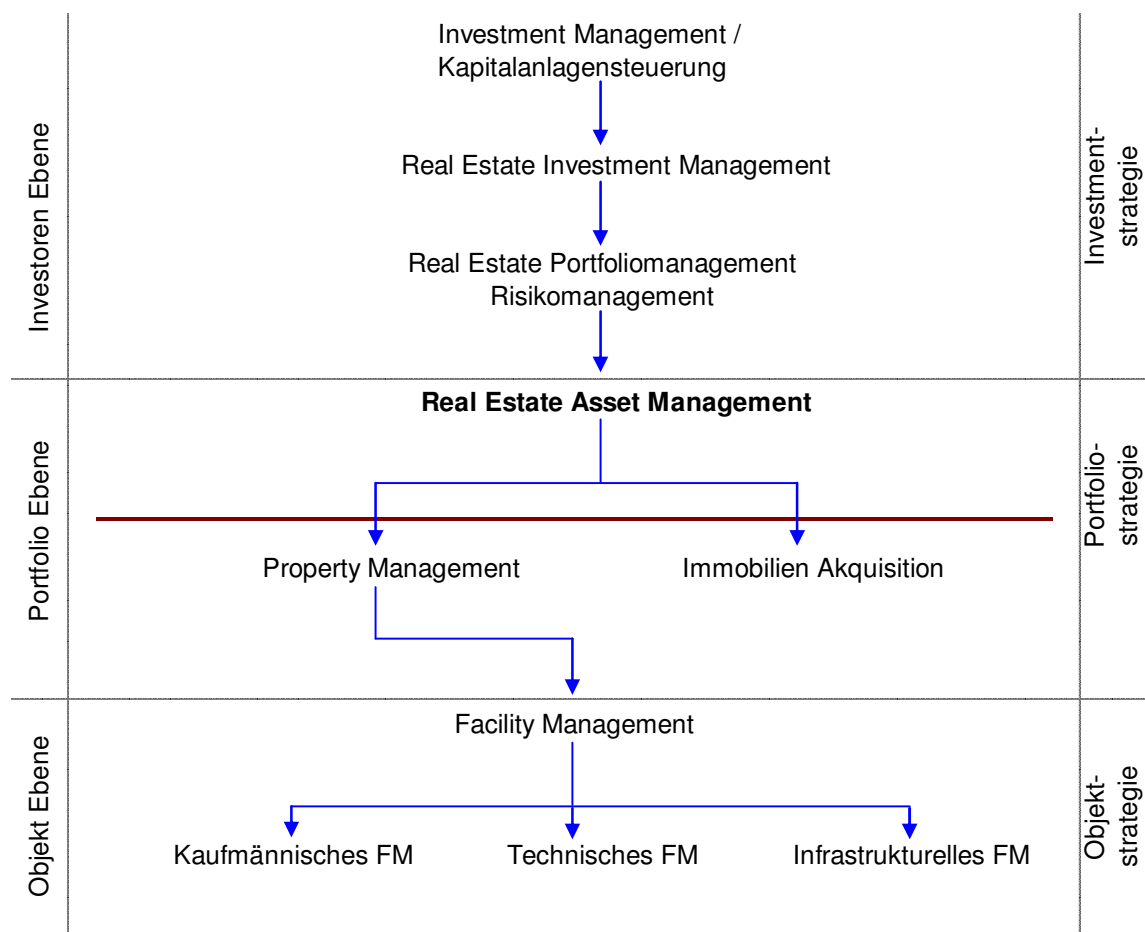 Investment Management /
Kapitalanlagensteuerung
Real Estate Investment Management
Real Estate Portfoliomanagement
Risikomanagement
Investoren Ebene
Investment-
strategie
Real Estate Asset Management
Property Management
Immobilien Akquisition
Portfolio Ebene
Portfolio-
strategie
Facility Management
Kaufmännisches FM
Technisches FM
Infrastrukturelles FM
Objekt Ebene
Objekt-
strategie